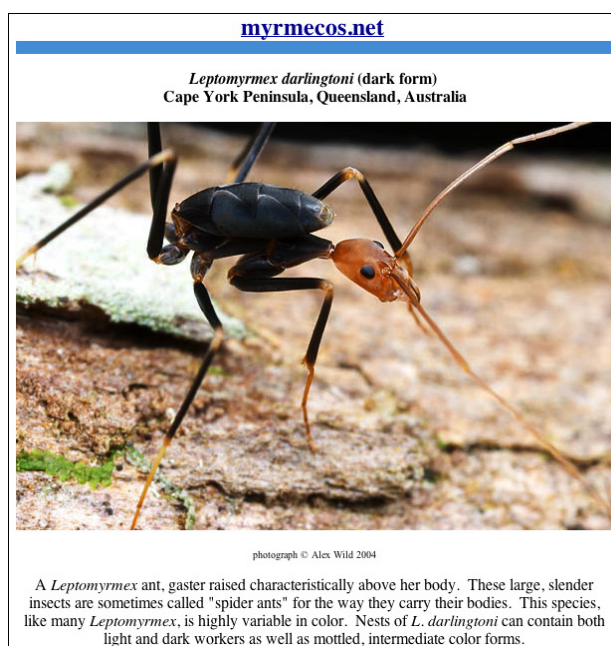 myrmecos.net
Leptomyrmex darlingtoni (dark form)
Cape York Peninsula, Queensland, Australia
photograph © Alex Wild 2004
A Leptomyrmex ant, gaster raised characteristically above her body. These large, slender
insects are sometimes called "spider ants" for the way they carry their bodies. This species,
like many Leptomyrmex, is highly variable in color. Nests of L. darlingtoni can contain both
light and dark workers as well as mottled, intermediate color forms.